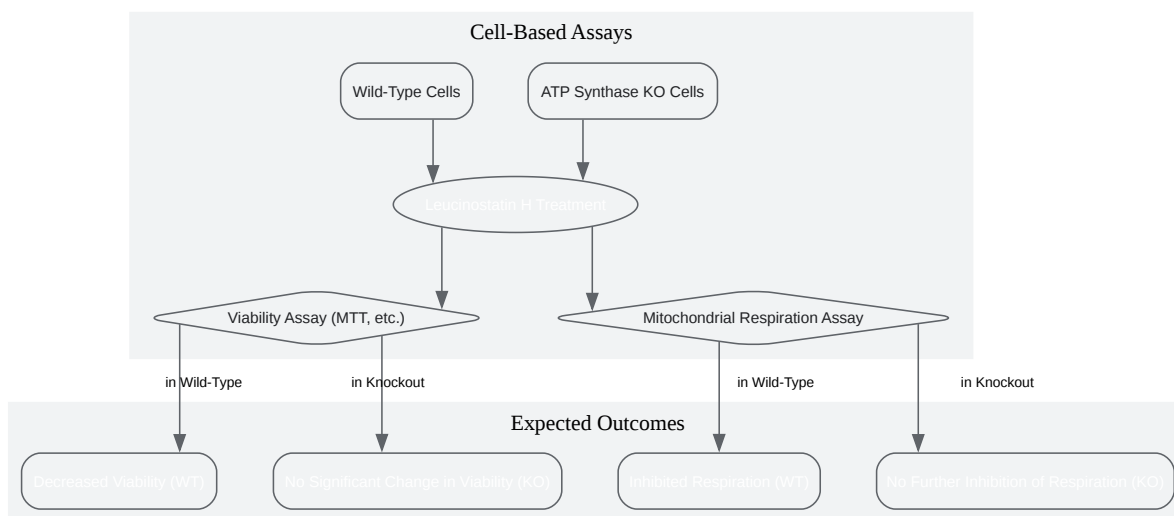 Cell-Based Assays
Wild-Type Cells
ATP Synthase KO Cells
Leucinostatin H Treatment
Viability Assay (MTT, etc.)
Mitochondrial Respiration Assay
in Wild-Type
in Knockout
in Wild-Type
in Knockout
Expected Outcomes
Decreased Viability (WT)
No Significant Change in Viability (KO)
Inhibited Respiration (WT)
No Further Inhibition of Respiration (KO)